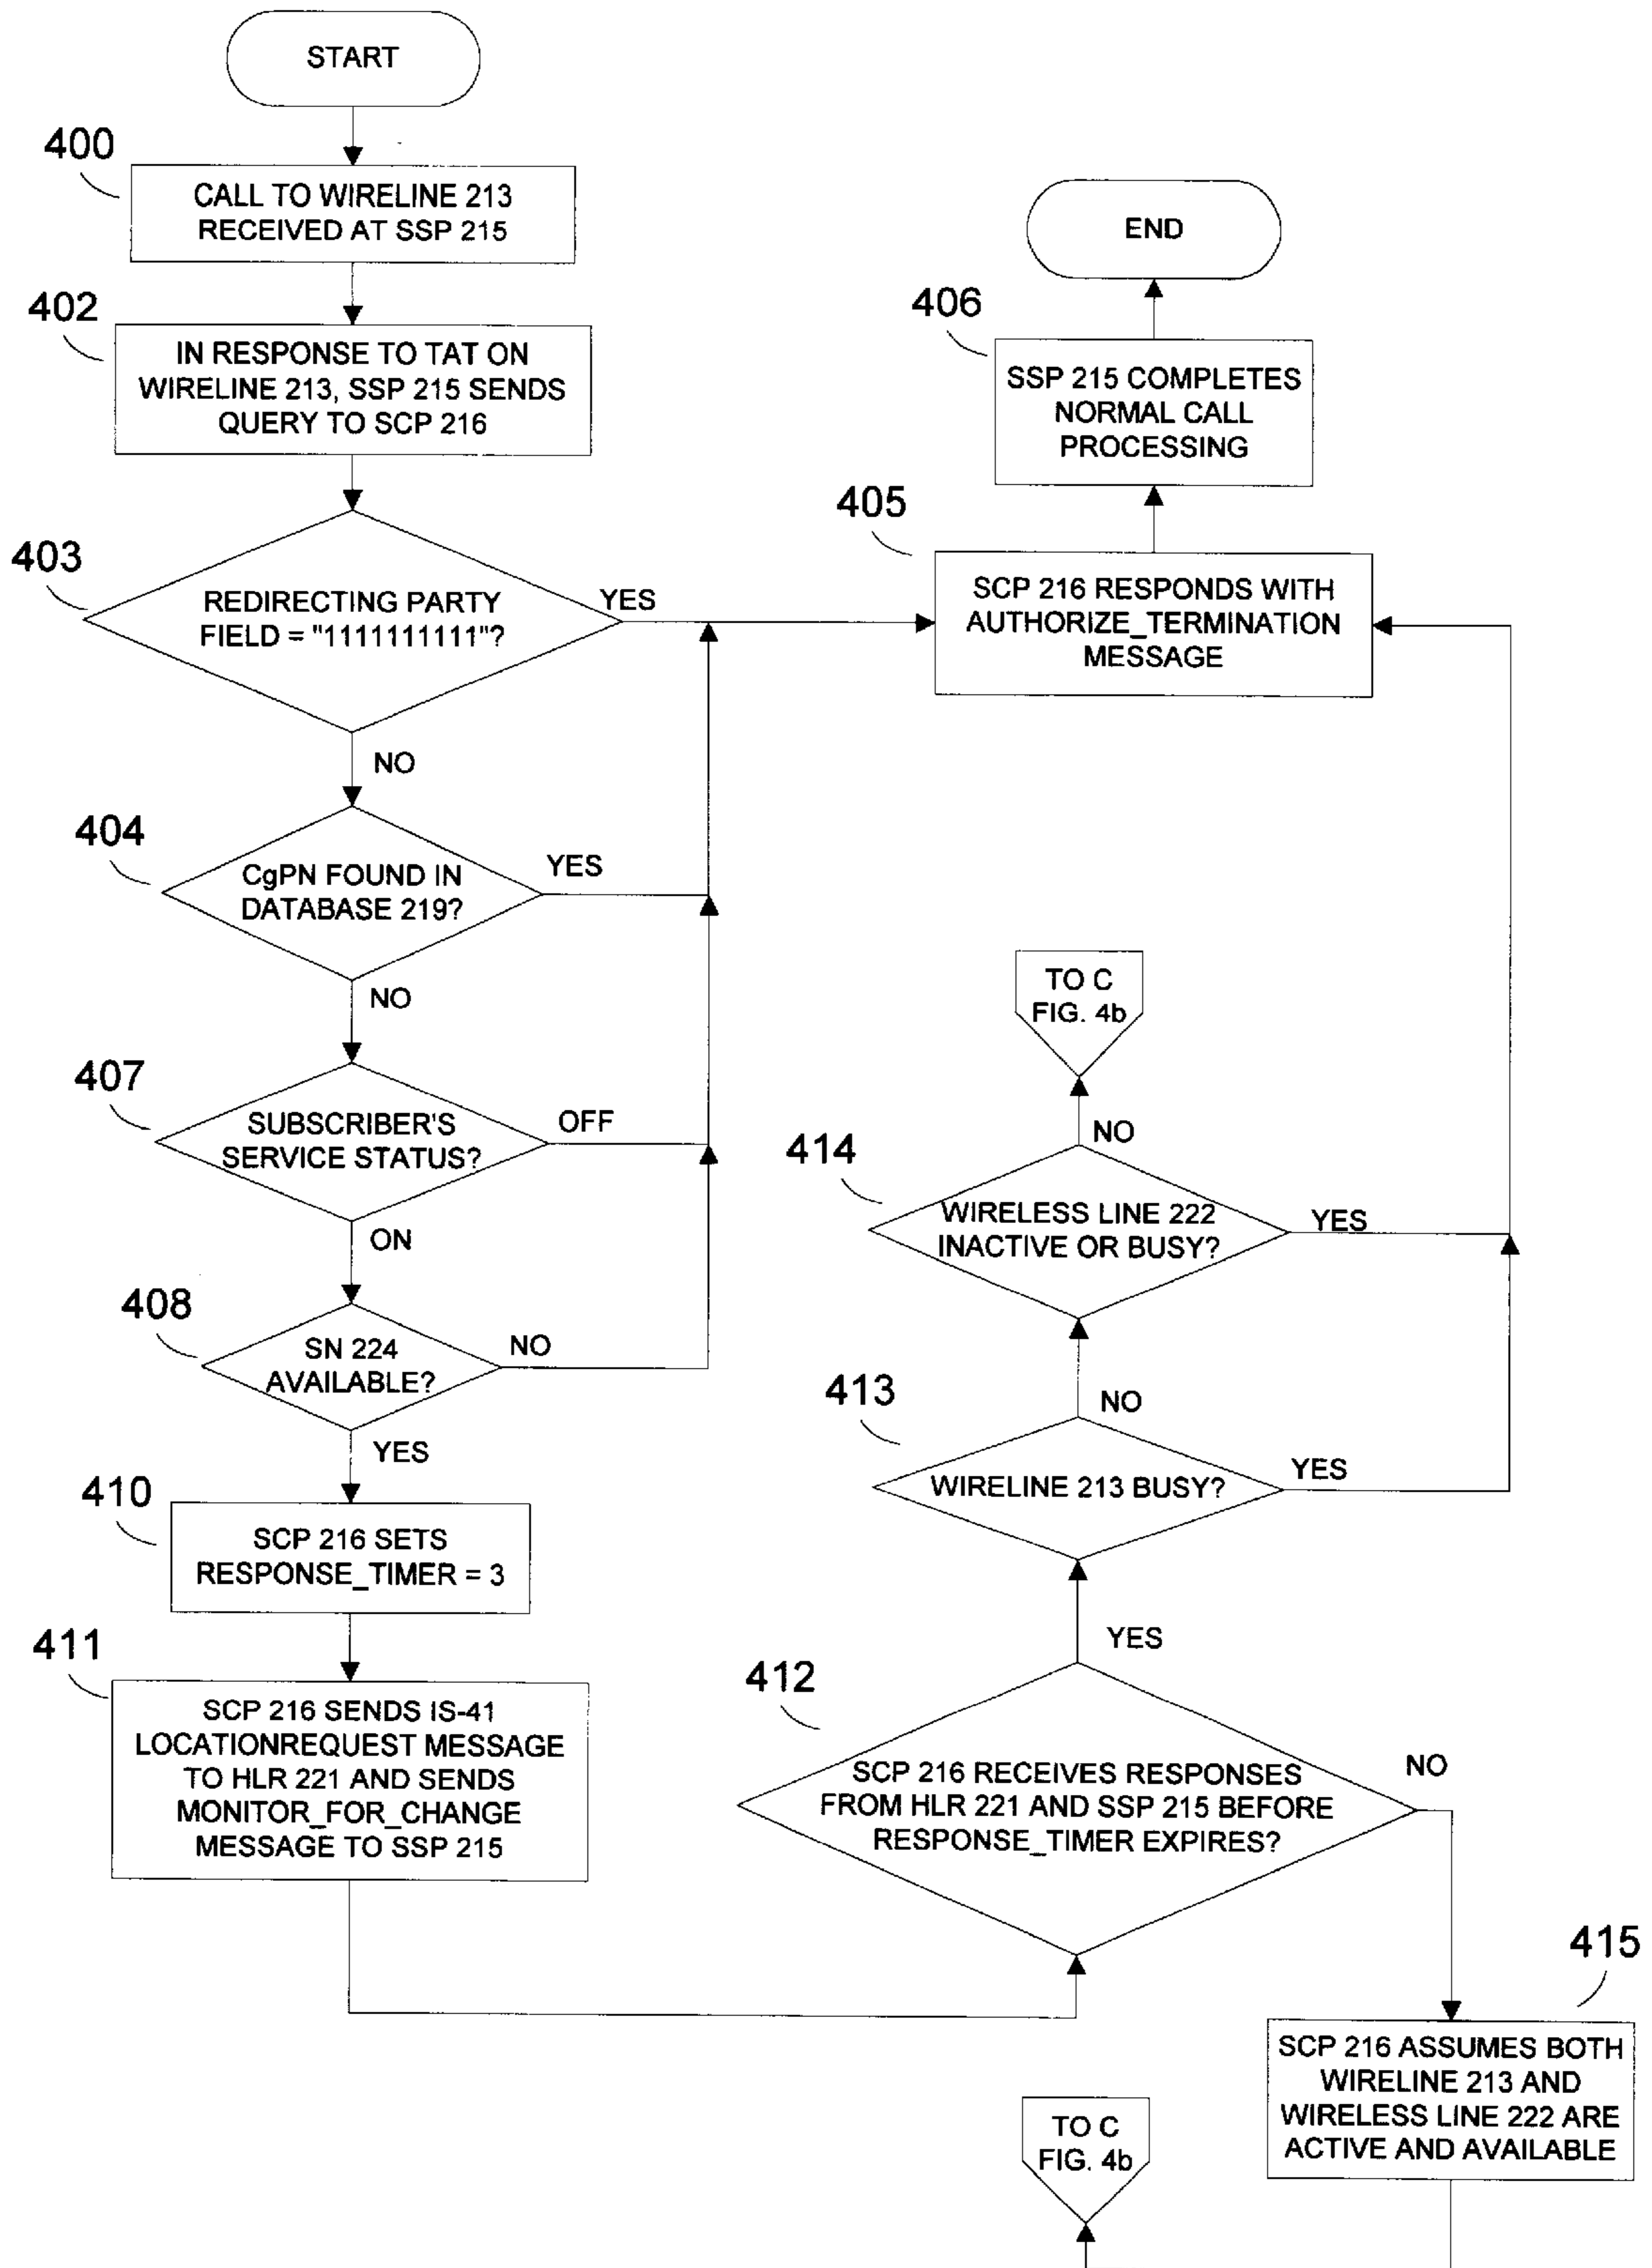 START
400
CALL TO WIRELINE 213
RECEIVED AT SSP 215
402
IN RESPONSE TO TAT ON
WIRELINE 213, SSP 215 SENDS
QUERY TO SCP 216
403
REDIRECTING PARTY
FIELD = "1111111111"?
YES
NO
404
CgPN FOUND IN
DATABASE 219?
YES
NO
407
SUBSCRIBER'S
SERVICE STATUS?
OFF
ON
408
SN 224
AVAILABLE?
NO
YES
410
SCP 216 SETS
RESPONSE_TIMER = 3
411
SCP 216 SENDS IS-41
LOCATIONREQUEST MESSAGE
TO HLR 221 AND SENDS
MONITOR_FOR_CHANGE
MESSAGE TO SSP 215
END
406
SSP 215 COMPLETES
NORMAL CALL
PROCESSING
405
SCP 216 RESPONDS WITH
AUTHORIZE_TERMINATION
MESSAGE
TO C
FIG. 4b
NO
414
WIRELESS LINE 222
INACTIVE OR BUSY?
YES
NO
413
WIRELINE 213 BUSY?
YES
YES
412
SCP 216 RECEIVES RESPONSES
FROM HLR 221 AND SSP 215 BEFORE
RESPONSE_TIMER EXPIRES?
NO
415
SCP 216 ASSUMES BOTH
WIRELINE 213 AND
WIRELESS LINE 222 ARE
ACTIVE AND AVAILABLE
TO C
FIG. 4b